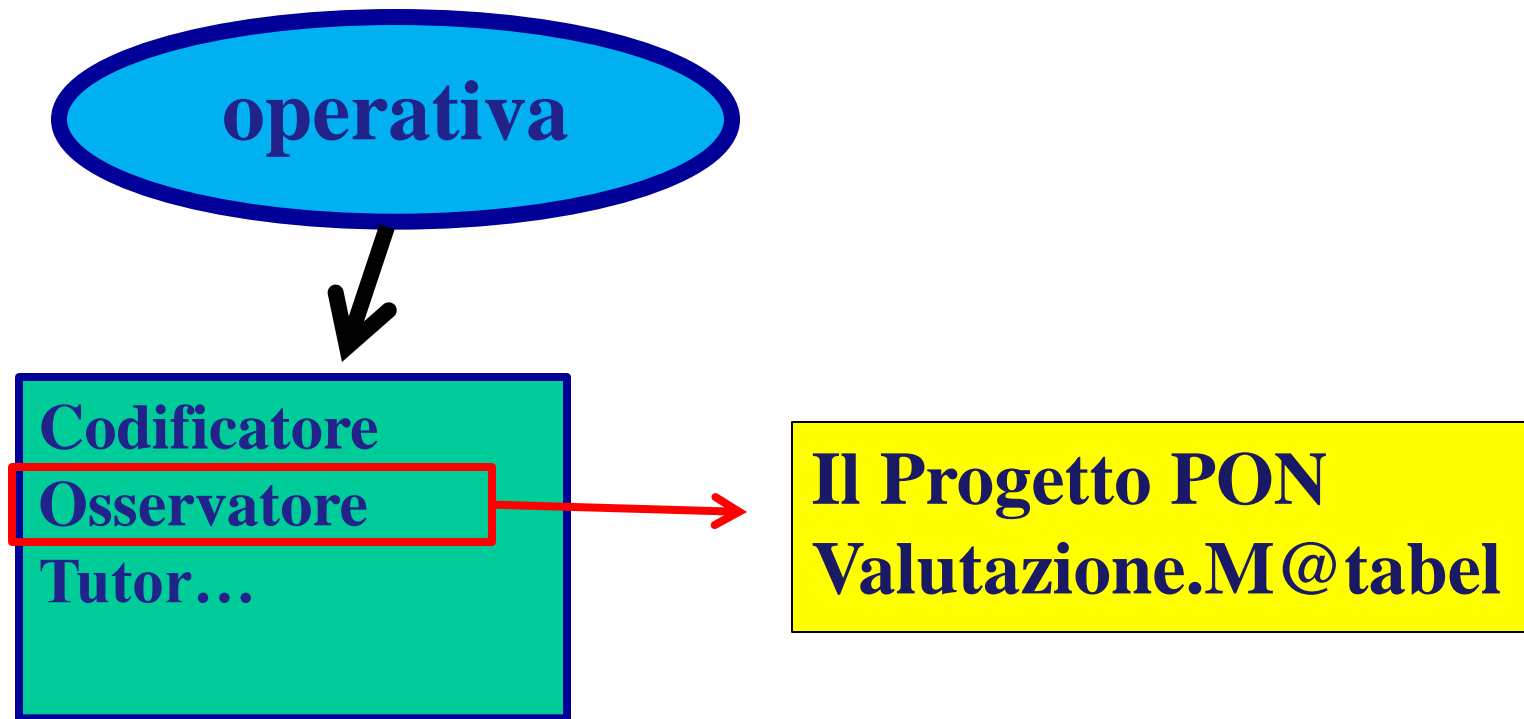 operativa
Codificatore
Osservatore
Tutor…
Il Progetto PON
Valutazione.M@tabel